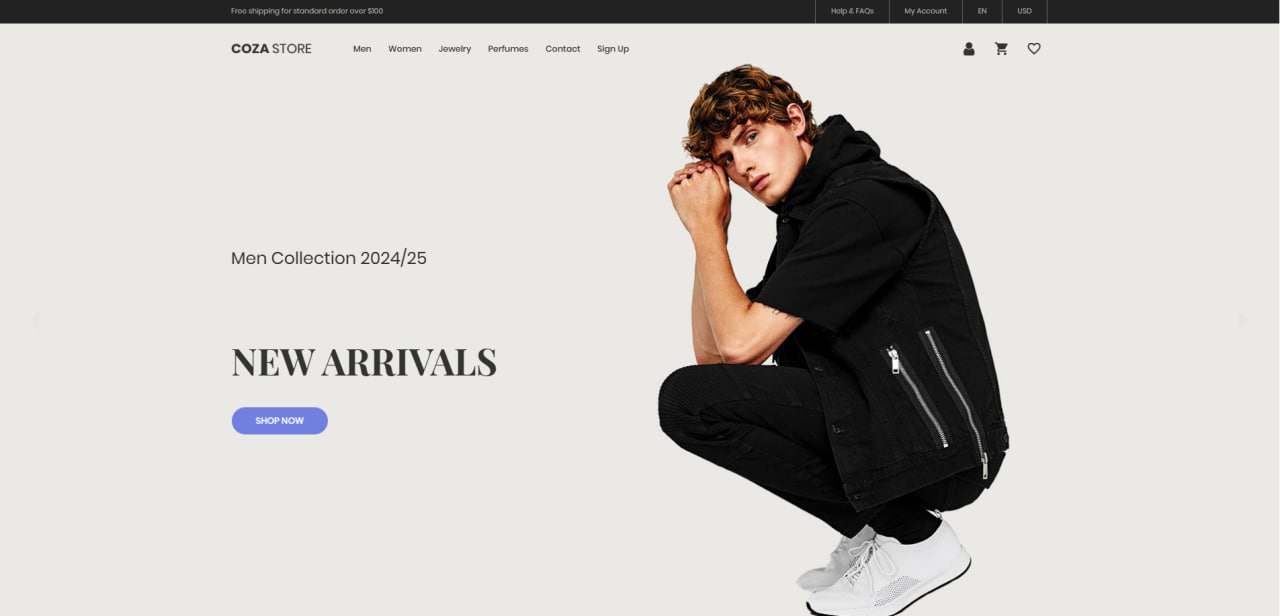 Free shipping for standard order over $100
Help & FAQs
My Account
EN
USD
COZA STORE
Men
Women
Jewelry
Perfumes
Contact
Sign Up
Men Collection 2024/25
NEW ARRIVALS
SHOP NOW